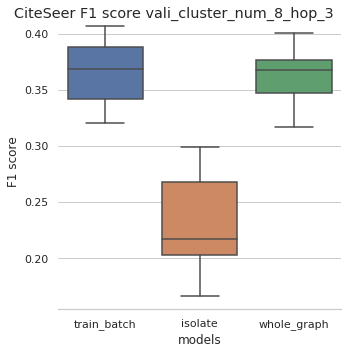 CiteSeer F1 score vali_cluster_num_8_hop_3
0.40
0.35
0.30
0.25
0.20
F1 score
train_batch isolate whole_graph
models